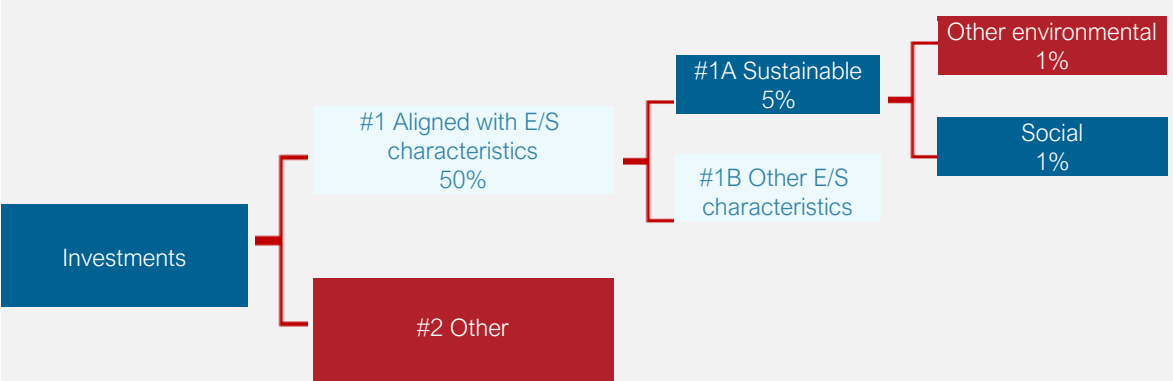 Investments
#1 Aligned with E/S
characteristics
50%
#2 Other
#1A Sustainable
5%
#1B Other E/S
characteristics
Other environmental
1%
Social
1%